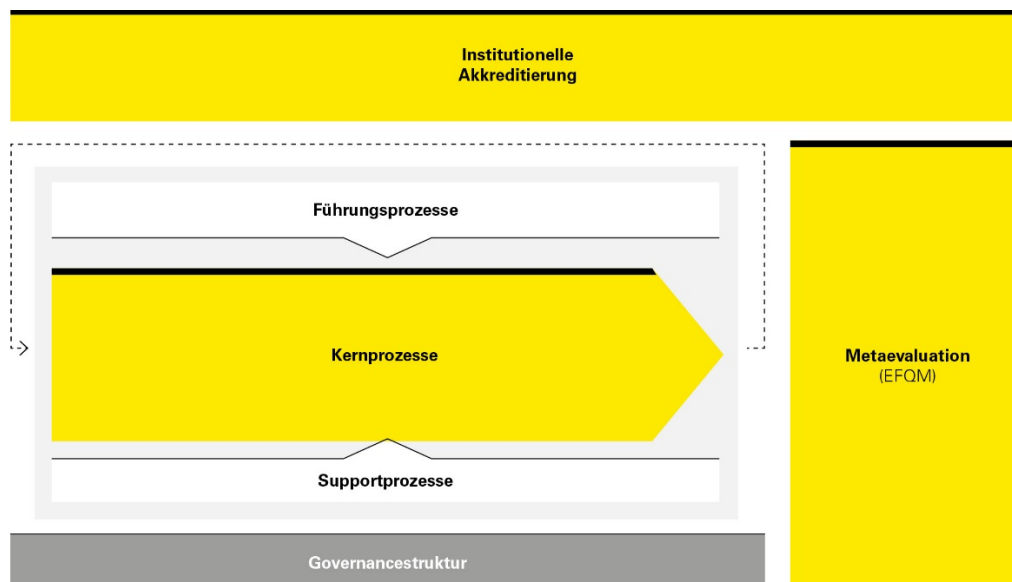 Institutionelle
Akkreditierung
Führungsprozesse
Kernprozesse
Metaevaluation
(EFQM)
Supportprozesse
Governancestruktur